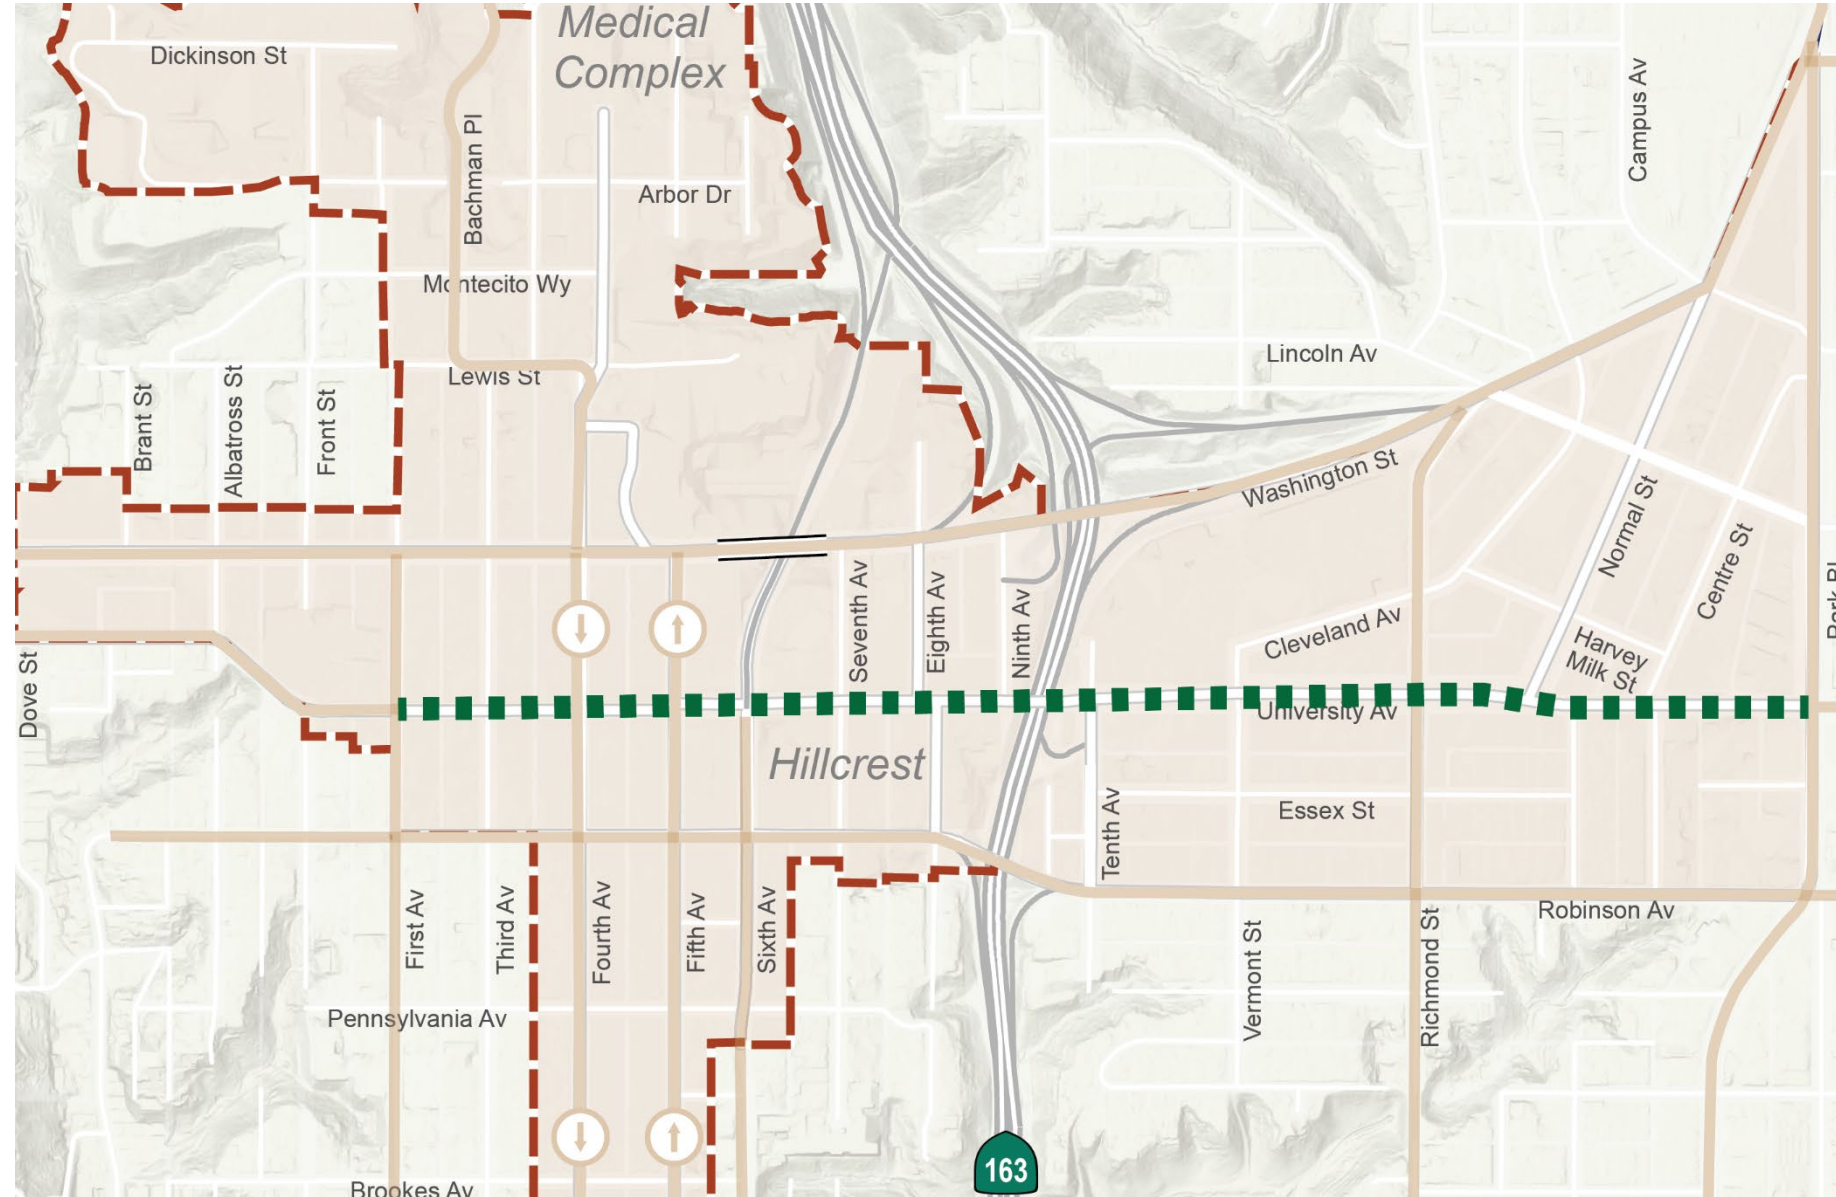 Medical
Complex
Dickinson St
Campus Av
Bachman Pl
Arbor Dr
Montecito Wy
Lincoln Av
Lewis St
Brant St
Albatross St
Front St
Washington St
Normal St
Centre St
Seventh Av
Eighth Av
Ninth Av
Cleveland Av
Harvey
Milk St
Dove St
University Av
Hillcrest
Essex St
Tenth Av
First Av
Third Av
Fourth Av
Fifth Av
Sixth Av
Robinson Av
Vermont St
Richmond St
Pennsylvania Av
163
Brookes Av